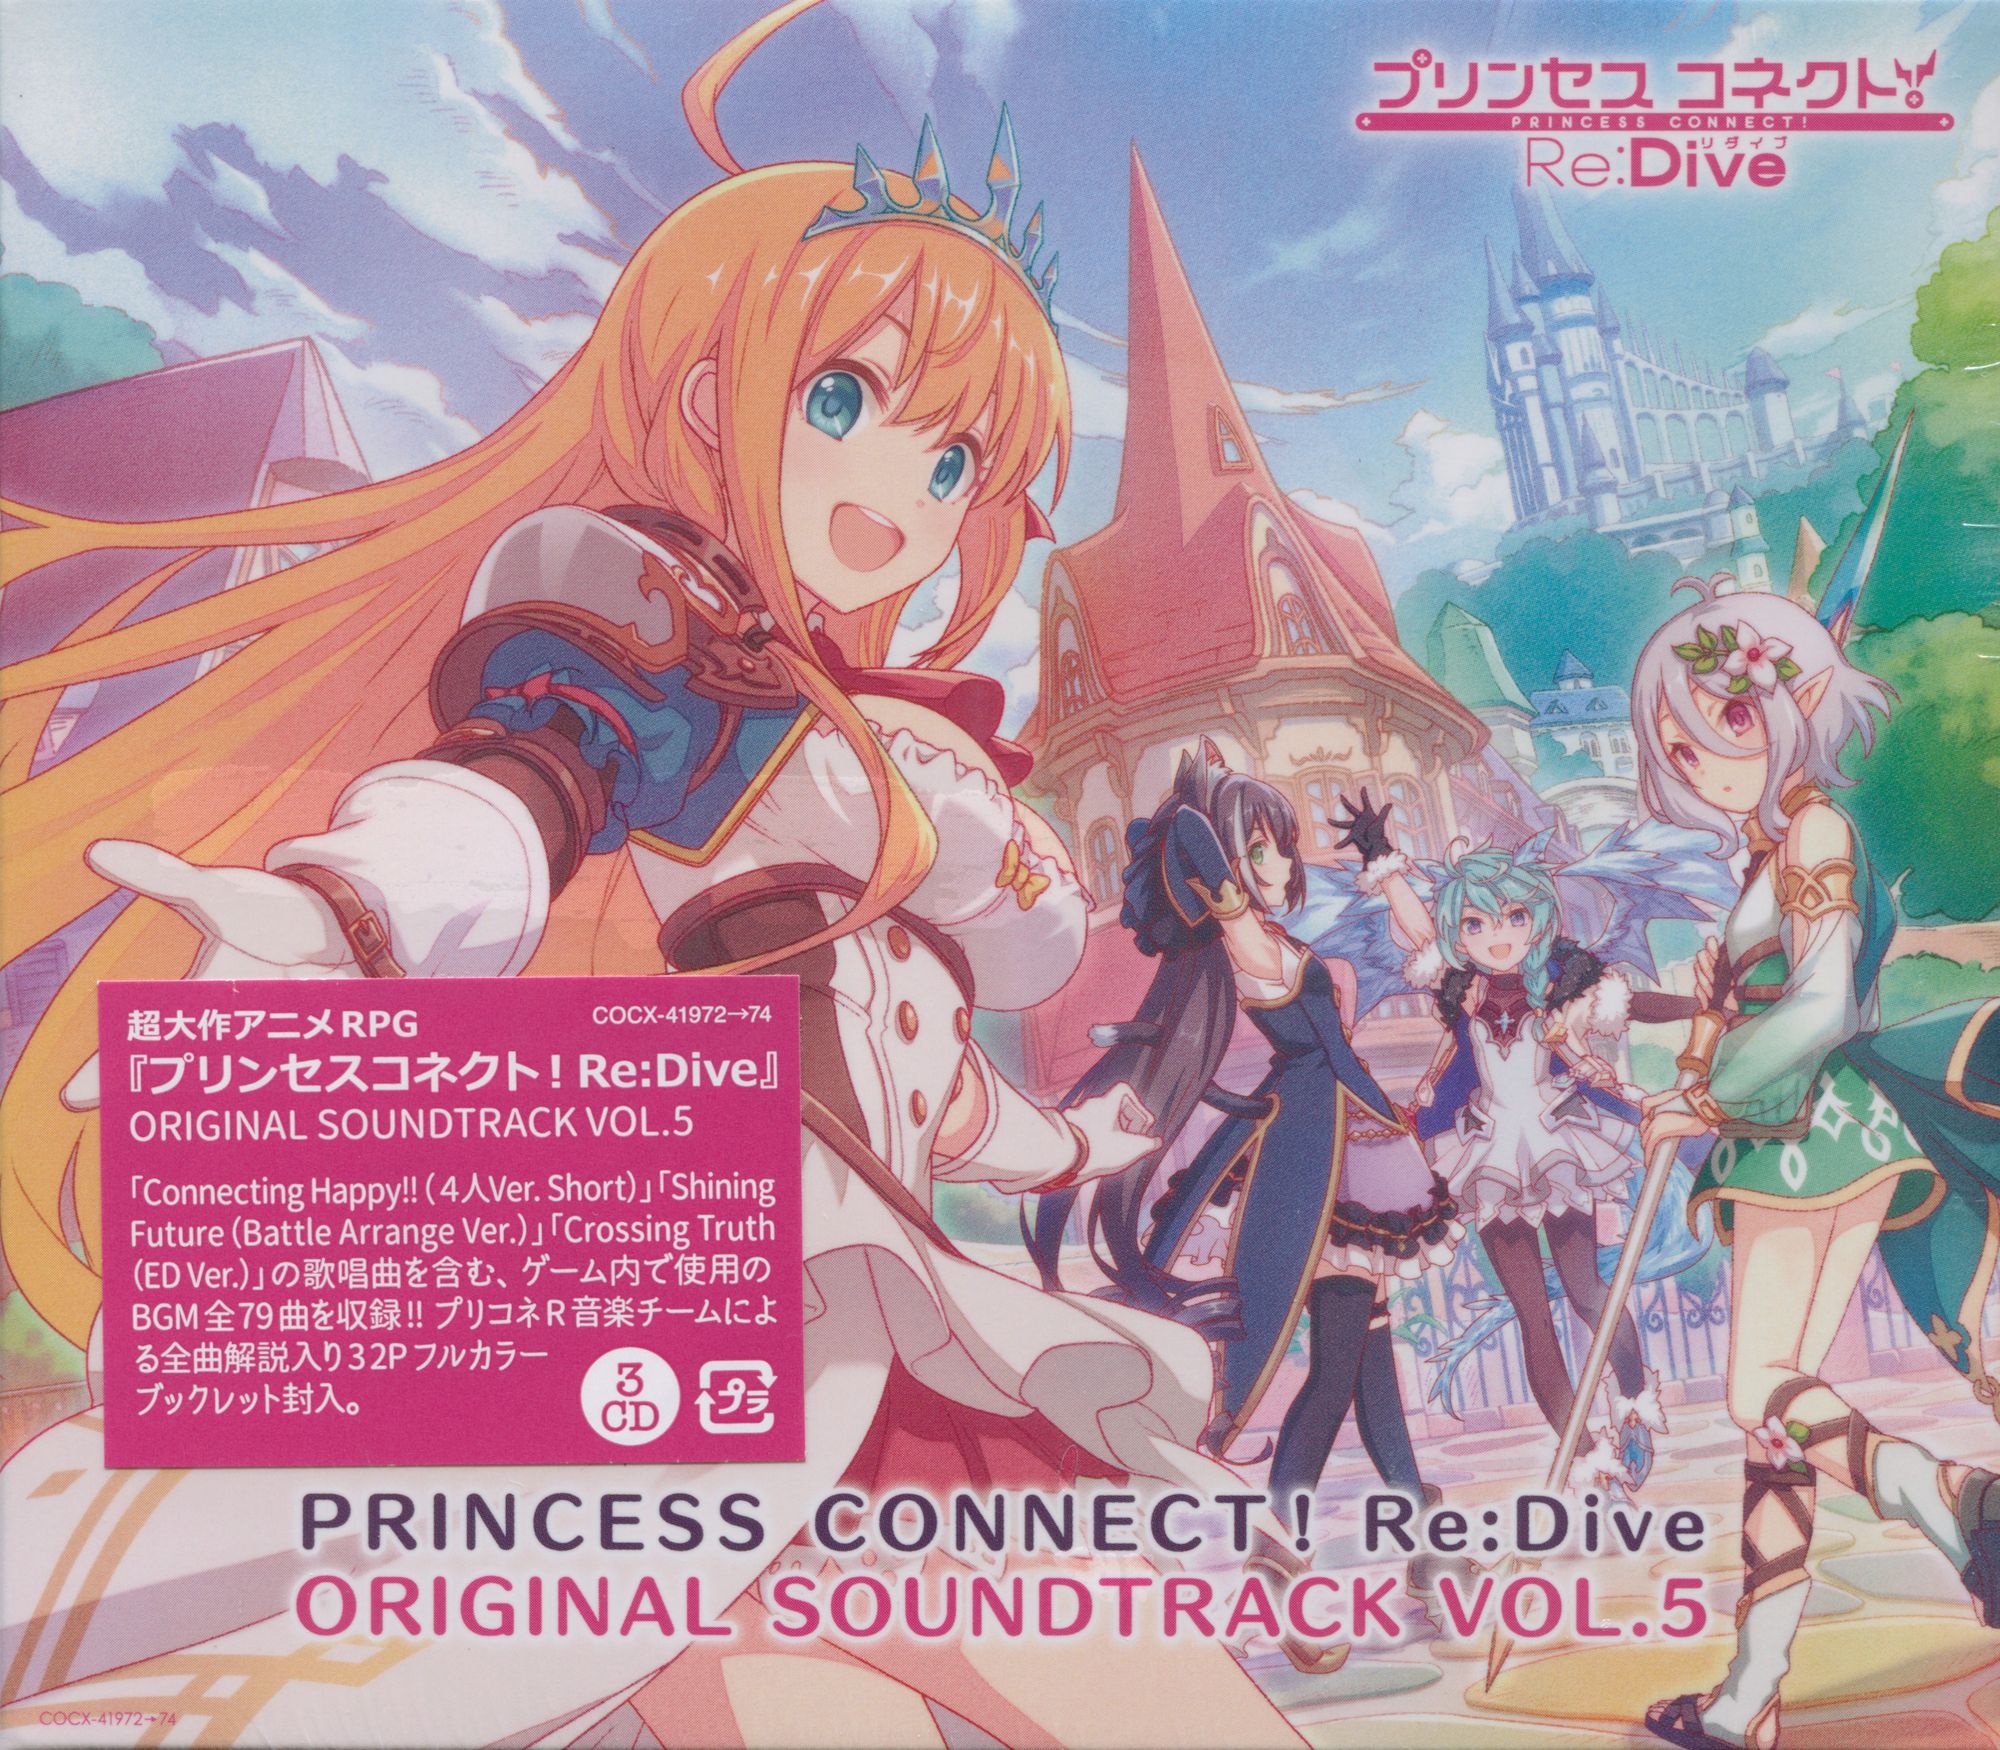 プリンセスコネクト!
PRINCESS CONNECT!
リダイブ
Re:Dive
超大作アニメRPG
COCX-41972→74
『プリンセスコネクト! Re:Dive』
ORIGINAL SOUNDTRACK VOL.5
「Connecting Happy!!(4人Ver. Short)」「Shining
Future(Battle Arrange Ver.)」「Crossing Truth
(ED Ver.)」の歌唱曲を含む、ゲーム内で使用の
BGM全79曲を収録!! プリコネR音楽チームによ
る全曲解説入り32Pフルカラー
ブックレット封入。
3
CD
プラ
PRINCESS CONNECT! Re:Dive
ORIGINAL SOUNDTRACK VOL.5
COCX-41972→74